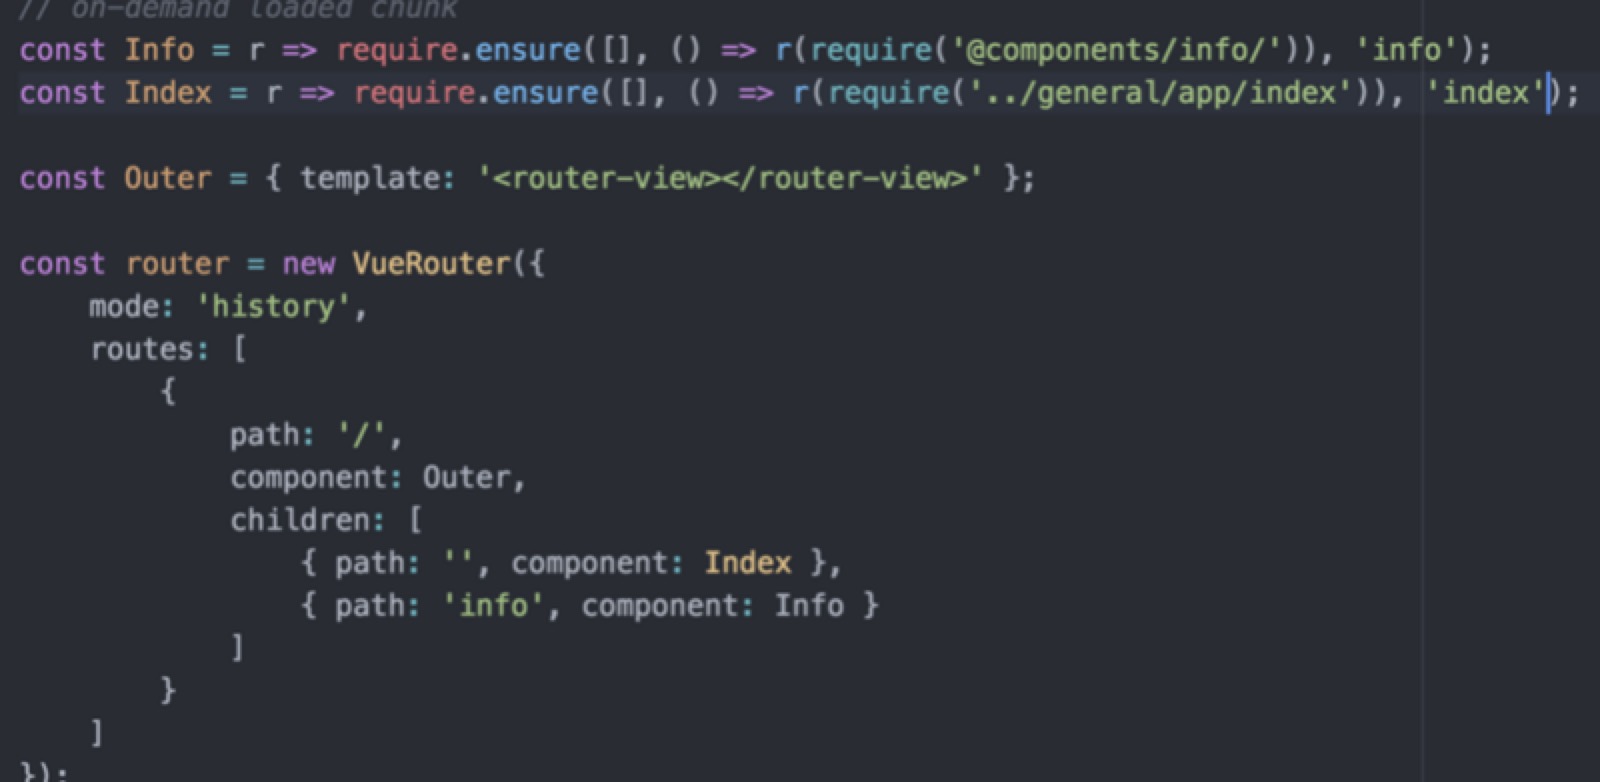 // on-demand loaded chunk
const Info = r => require.ensure([], () => r(require('@components/info/')), 'info');
const Index = r => require.ensure([], () => r(require('../general/app/index')), 'index');
const Outer = { template: '<router-view></router-view>' };
const router = new VueRouter({
    mode: 'history',
    routes: [
        {
            path: '/',
            component: Outer,
            children: [
                { path: '', component: Index },
                { path: 'info', component: Info }
            ]
        }
    ]
});